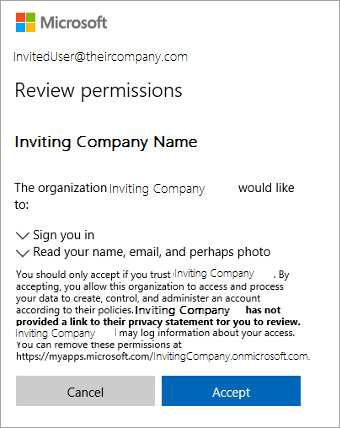 Microsoft
InvitedUser@theircompany.com
Review permissions
Inviting Company Name
The organization Inviting Company would like
to:
Sign you in
Read your name, email, and perhaps photo
You should only accept if you trust Inviting Company . By
accepting, you allow this organization to access and process
your data to create, control, and administer an account
according to their policies. Inviting Company has not
provided a link to their privacy statement for you to review.
Inviting Company may log information about your access.
You can remove these permissions at
https://myapps.microsoft.com/InvitingCompany.onmicrosoft.com.
Cancel Accept